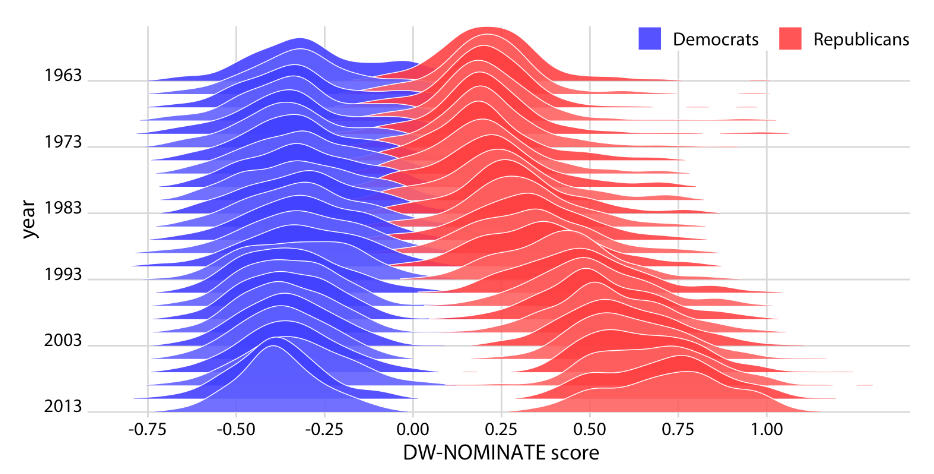 Democrats
Republicans
1963
1973
1983
1993
2003
2013
year
-0.75 -0.50 -0.25 0.00 0.25 0.50 0.75 1.00
DW-NOMINATE score